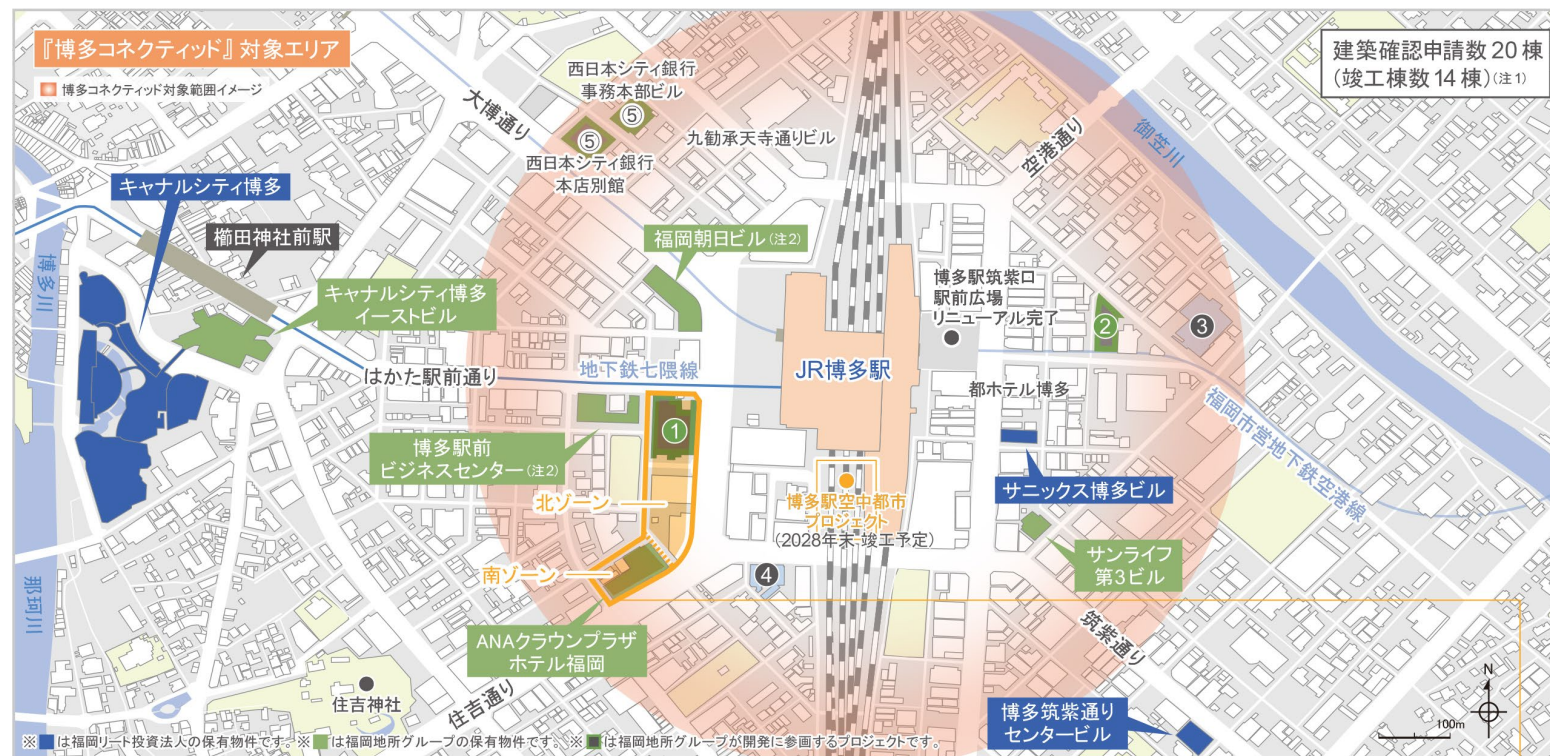 『博多コネクティッド』対象エリア
博多コネクティッド対象範囲イメージ
建築確認申請数20棟
(竣工棟数14棟)(注1)
西日本シティ銀行
事務本部ビル
⑤
⑤
西日本シティ銀行
本店別館
大博通り
九勧承天寺通りビル
空港通り
御笠川
キャナルシティ博多
櫛田神社前駅
博多川
キャナルシティ博多
イーストビル
福岡朝日ビル(注2)
博多駅筑紫口
駅前広場
リニューアル完了
②
③
はかた駅前通り
地下鉄七隈線
JR博多駅
都ホテル博多
福岡市営地下鉄空港線
①
博多駅前
ビジネスセンター(注2)
北ゾーン
博多駅空中都市
プロジェクト
(2028年末 竣工予定)
サニックス博多ビル
サンライフ
第3ビル
南ゾーン
④
那珂川
ANAクラウンプラザ
ホテル福岡
筑紫通り
住吉神社
住吉通り
博多筑紫通り
センタービル
N
100m
※■は福岡リート投資法人の保有物件です。※■は福岡地所グループの保有物件です。※■は福岡地所グループが開発に参画するプロジェクトです。